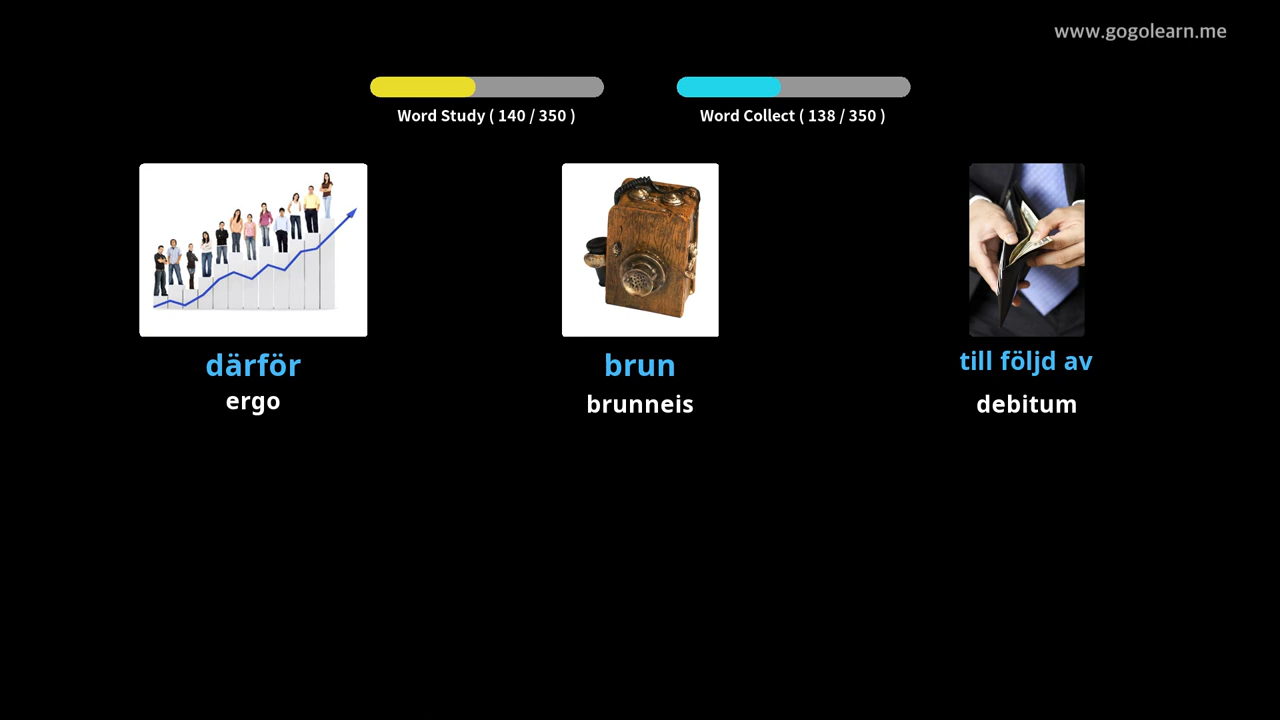 www.gogolearn.me
Word Study ( 140 / 350 )
Word Collect ( 138 / 350 )
därför
ergo
brun
brunneis
till följd av
debitum